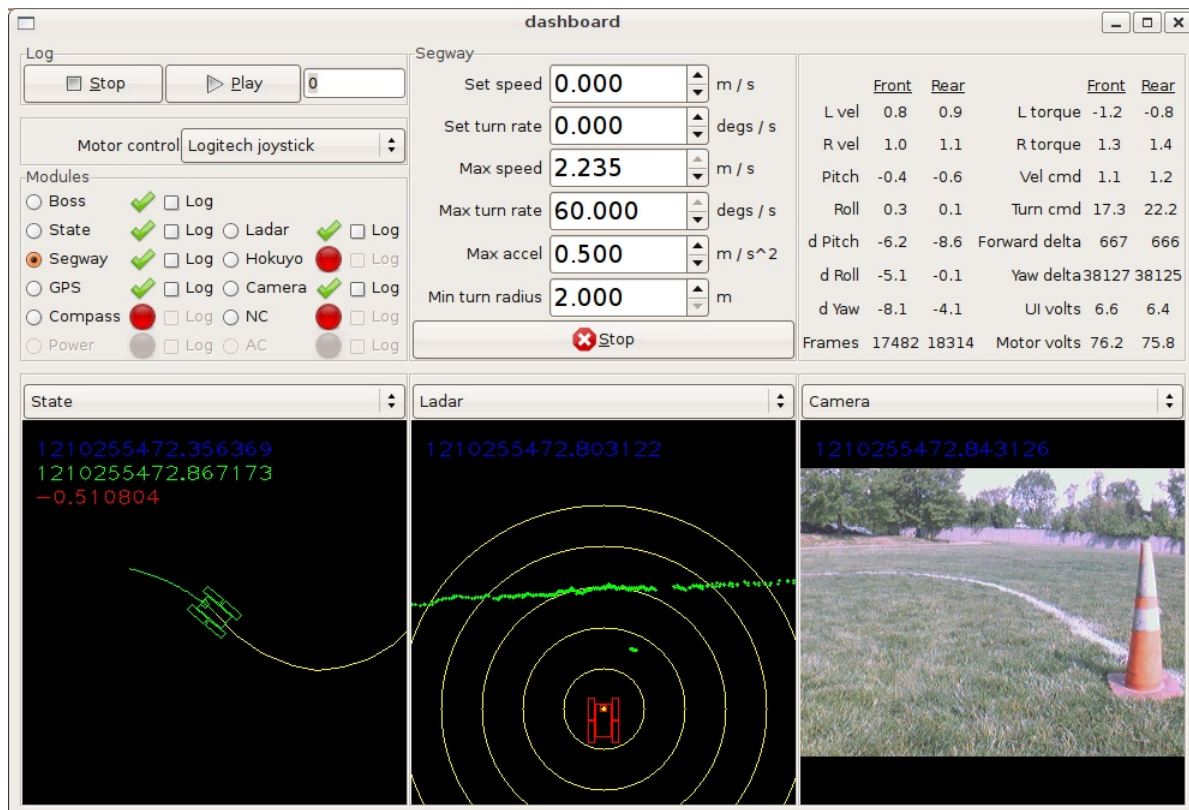 dashboard
Log
Stop Play 0
Motor control Logitech joystick
Modules
Boss Log
State Log Ladar Log
Segway Log Hokuyo Log
GPS Log Camera Log
Compass Log NC Log
Power Log AC Log
Segway
Set speed 0.000 m / s
Set turn rate 0.000 degs / s
Max speed 2.235 m / s
Max turn rate 60.000 degs / s
Max accel 0.500 m / s^2
Min turn radius 2.000 m
Stop
Front Rear Front Rear
L vel 0.8 0.9 L torque -1.2 -0.8
R vel 1.0 1.1 R torque 1.3 1.4
Pitch -0.4 -0.6 Vel cmd 1.1 1.2
Roll 0.3 0.1 Turn cmd 17.3 22.2
d Pitch -6.2 -8.6 Forward delta 667 666
d Roll -5.1 -0.1 Yaw delta 38127 38125
d Yaw -8.1 -4.1 UI volts 6.6 6.4
Frames 17482 18314 Motor volts 76.2 75.8
State
1210255472.356369
1210255472.867173
-0.510804
Ladar
1210255472.803122
Camera
1210255472.843126